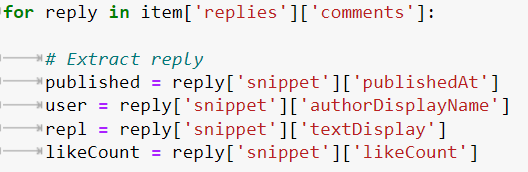 for reply in item['replies']['comments']:
# Extract reply
published = reply['snippet']['publishedAt']
user = reply['snippet']['authorDisplayName']
repl = reply['snippet']['textDisplay']
likeCount = reply['snippet']['likeCount']